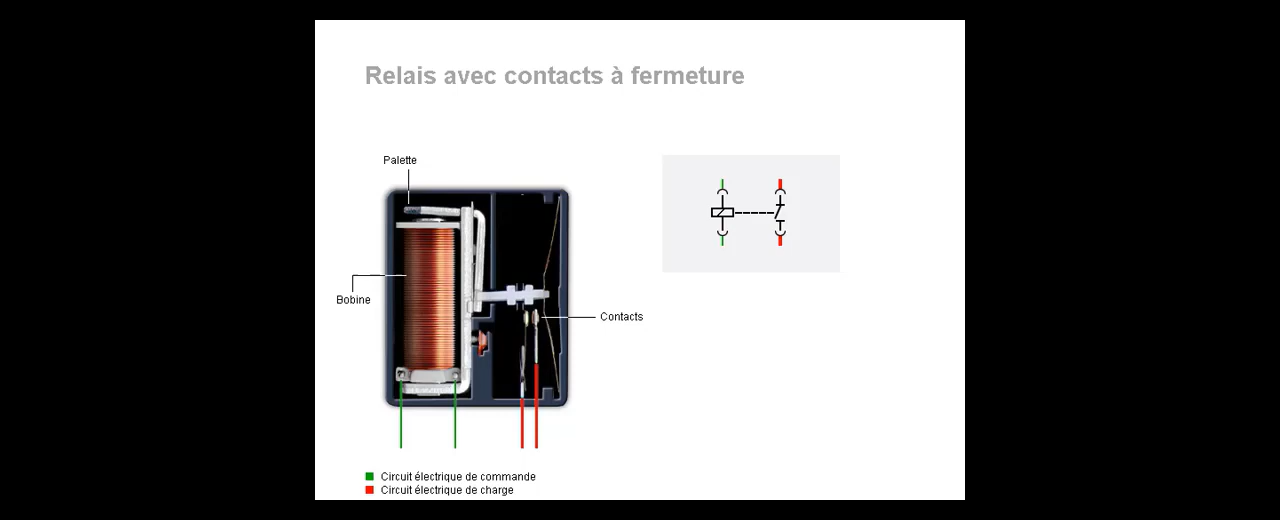 Relais avec contacts à fermeture
Palette
Bobine
Contacts
Circuit électrique de commande
Circuit électrique de charge